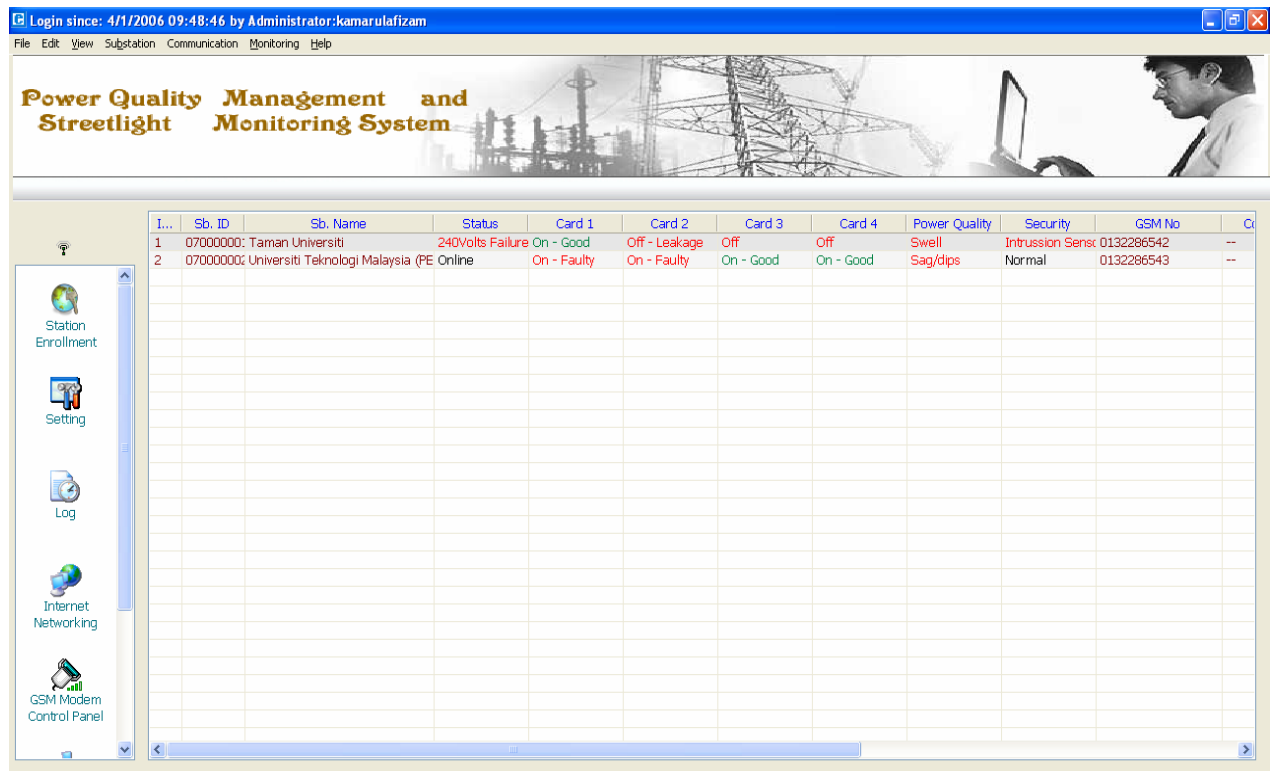 Login since: 4/1/2006 09:48:46 by Administrator:kamarulafizam
File Edit View Substation Communication Monitoring Help
Power Quality Management and
Streetlight Monitoring System
I... Sb. ID Sb. Name Status Card 1 Card 2 Card 3 Card 4 Power Quality Security GSM No
1 07000000 Taman Universiti 240Volts Failure On - Good Off - Leakage Off Off Swell Intrussion Senso 0132286542 --
2 07000000 Universiti Teknologi Malaysia (PE Online On - Faulty On - Faulty On - Good On - Good Sag/dips Normal 0132286543 --
Station
Enrollment
Setting
Log
Internet
Networking
GSM Modem
Control Panel